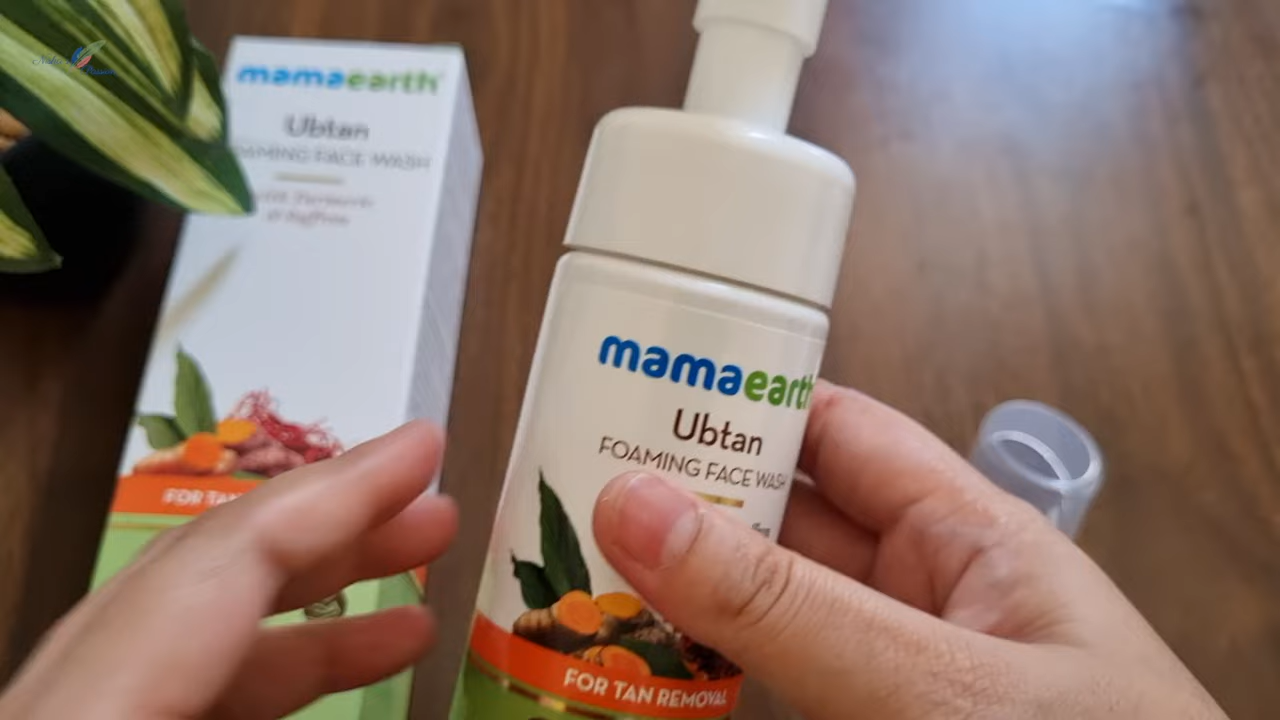 mamaearth
Ubtan
FOAMING FACE WASH
FOR TAN
mamaearth
Ubtan
FOAMING FACE WASH
FOR TAN REMOVAL